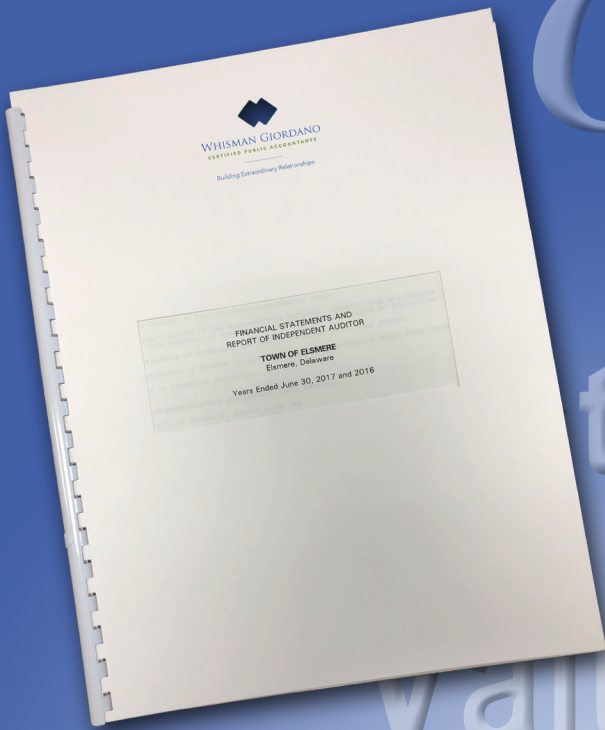 WHISMAN GIORDANO
CERTIFIED PUBLIC ACCOUNTANTS
Building Extraordinary Relationships
FINANCIAL STATEMENTS AND
REPORT OF INDEPENDENT AUDITOR
TOWN OF ELSMERE
Elsmere, Delaware
Years Ended June 30, 2017 and 2016